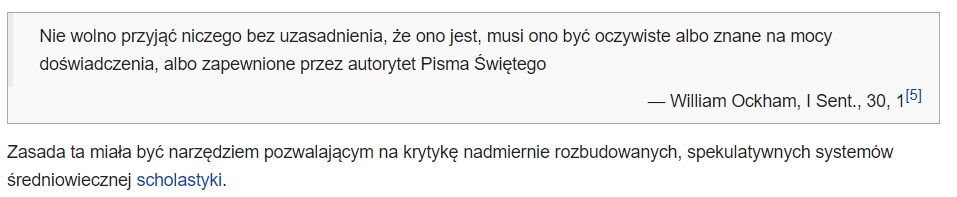 Nie wolno przyjąć niczego bez uzasadnienia, że ono jest, musi ono być oczywiste albo znane na mocy
doświadczenia, albo zapewnione przez autorytet Pisma Świętego
— William Ockham, I Sent., 30, 1[5]
Zasada ta miała być narzędziem pozwalającym na krytykę nadmiernie rozbudowanych, spekulatywnych systemów
średniowiecznej scholastyki.